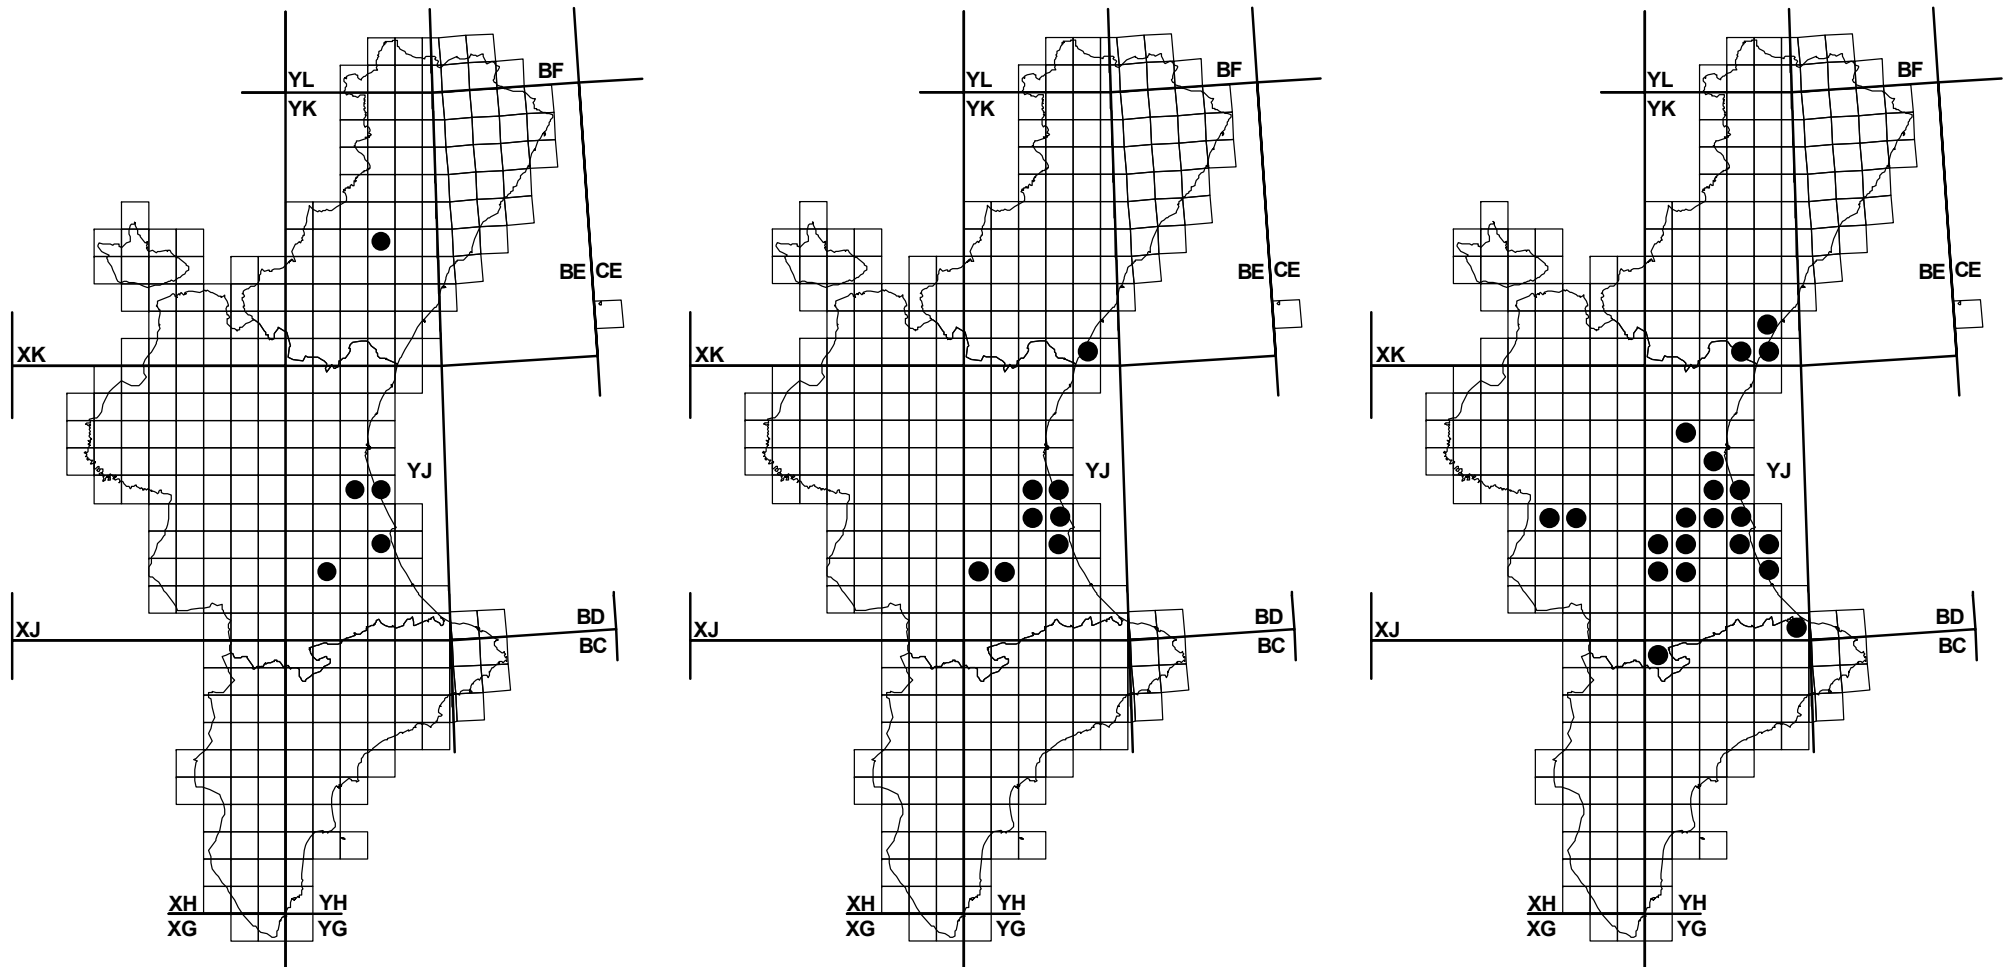 YL
BF
YK
BE CE
XK
YJ
BD
XJ
BC
XH
YH
XG
YG
YL
BF
YK
BE CE
XK
YJ
BD
XJ
BC
XH
YH
XG
YG
YL
BF
YK
BE CE
XK
YJ
BD
XJ
BC
XH
YH
XG
YG